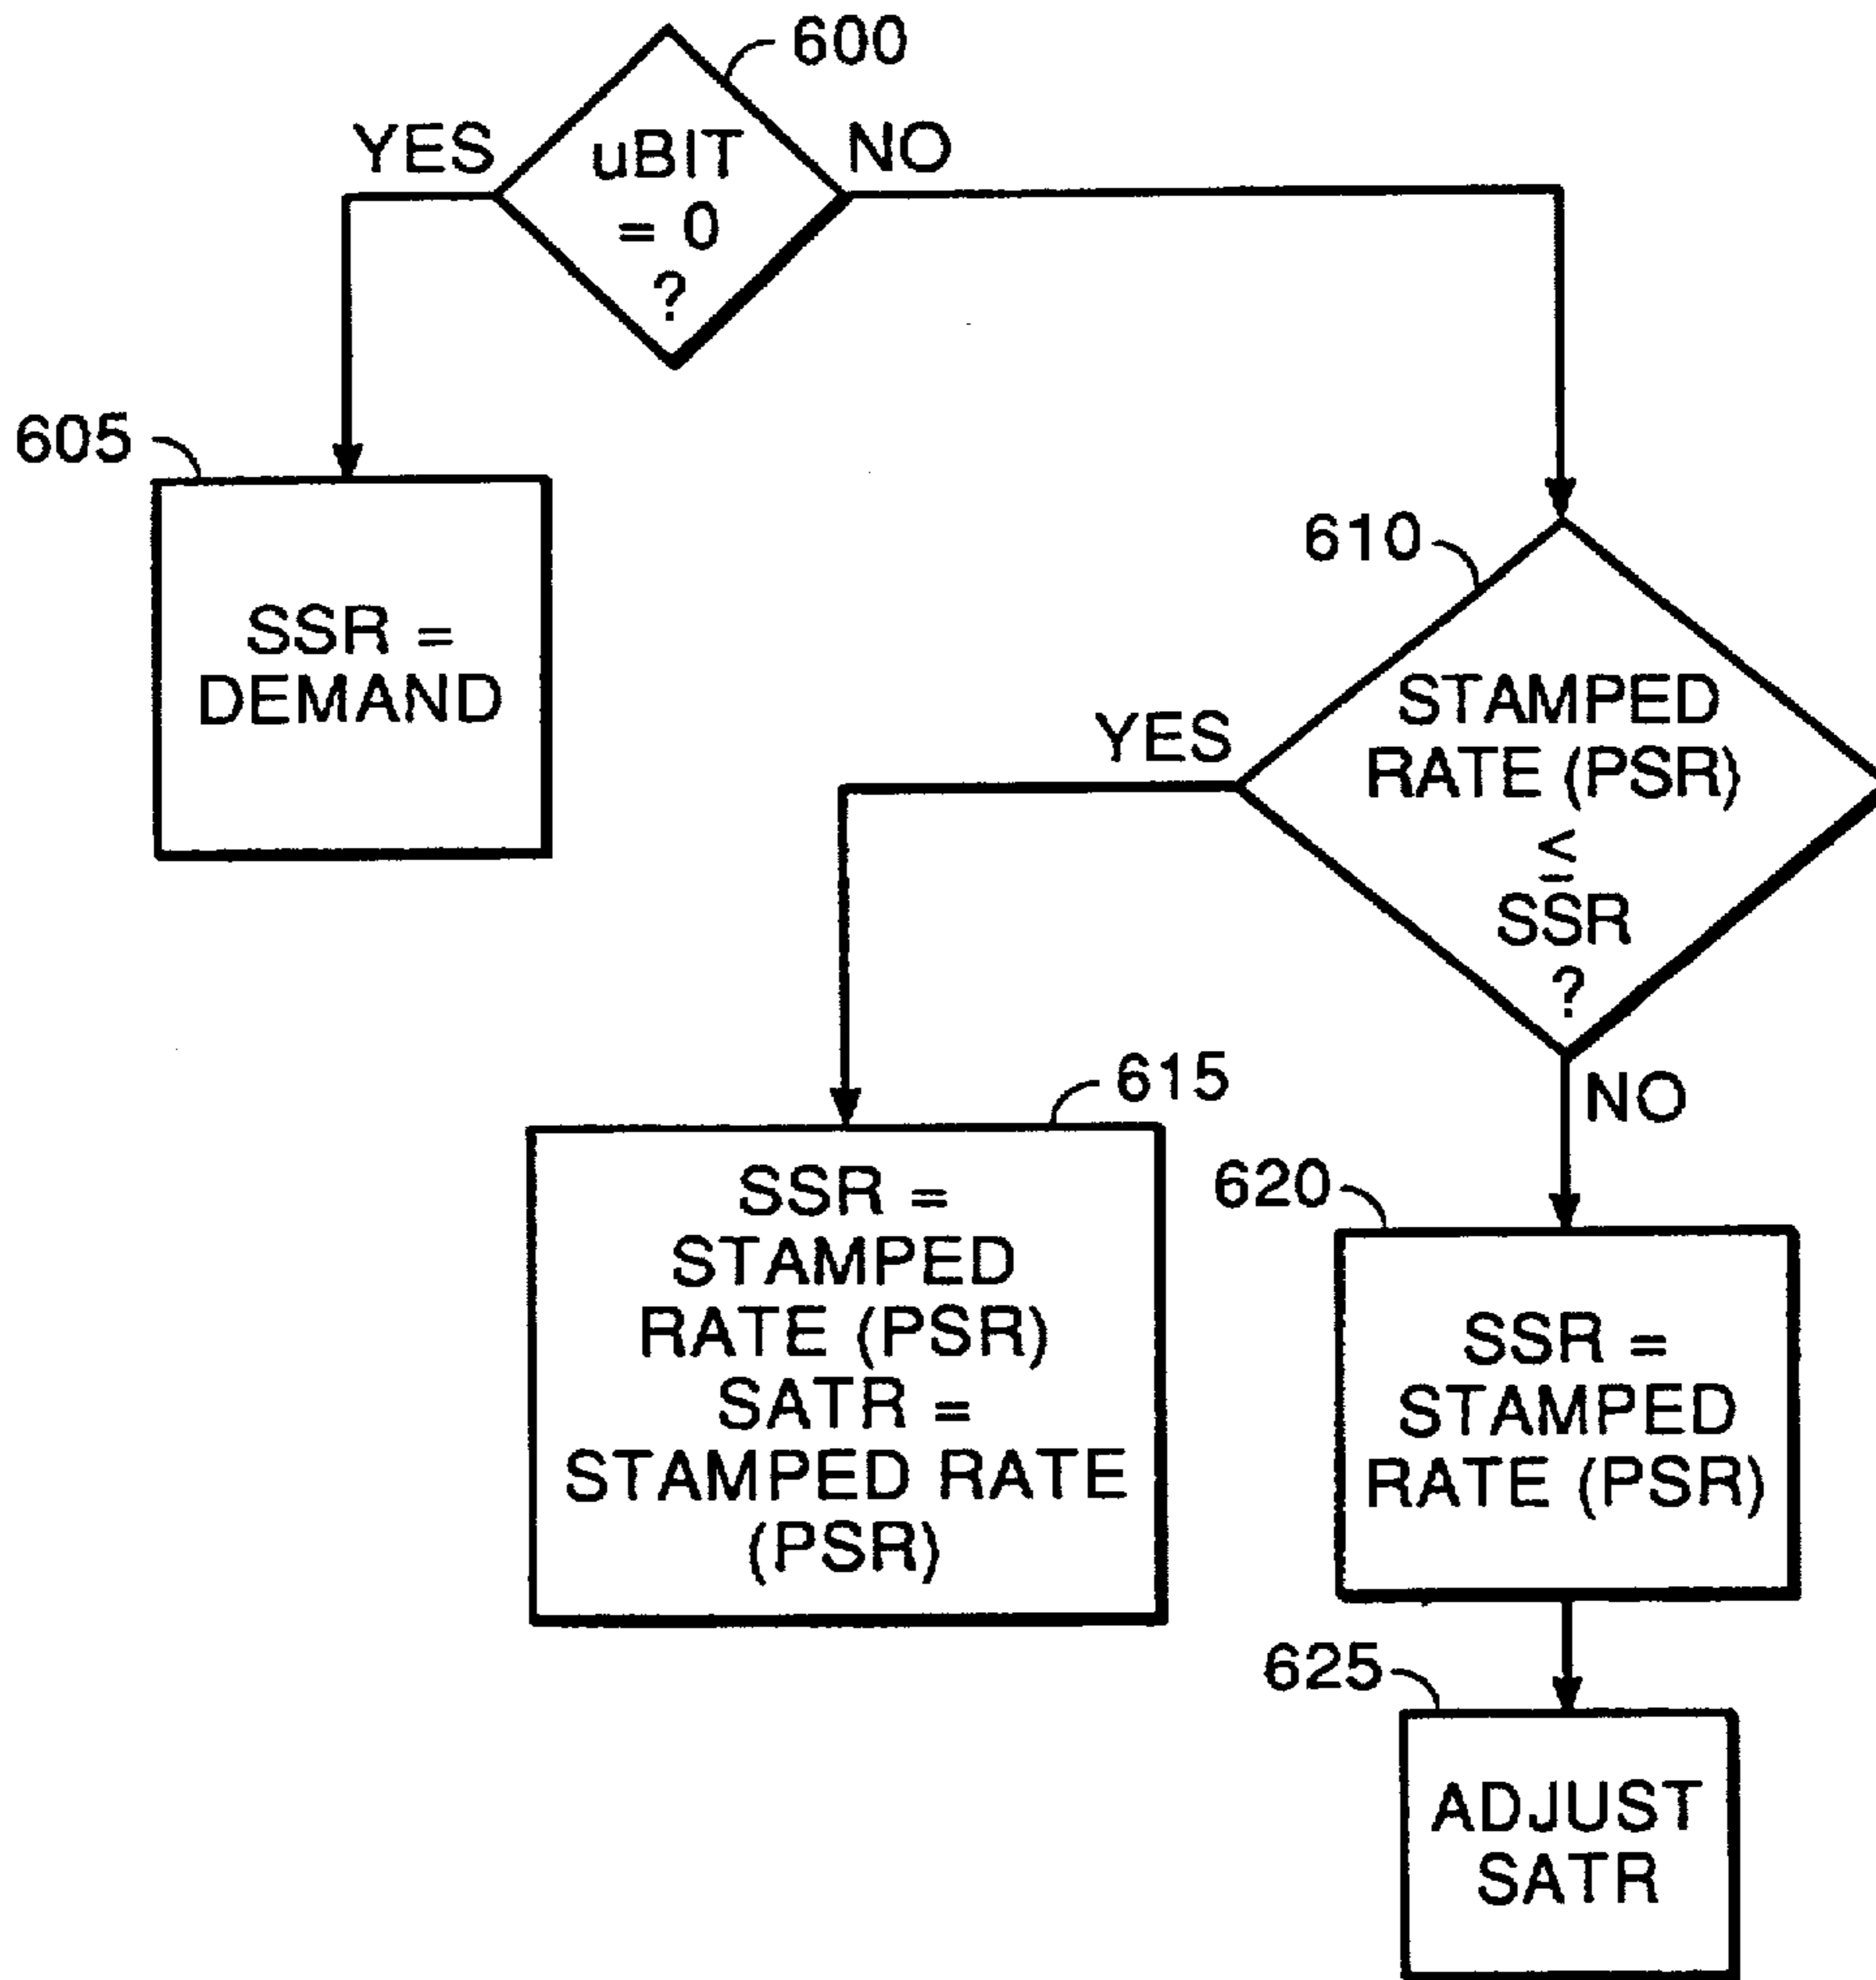 600
YES
NO
uBIT
= 0
?
605
SSR =
DEMAND
610
STAMPED
RATE (PSR)
≤
SSR
?
YES
NO
615
SSR =
STAMPED
RATE (PSR)
SATR =
STAMPED RATE
(PSR)
620
SSR =
STAMPED
RATE (PSR)
625
ADJUST
SATR